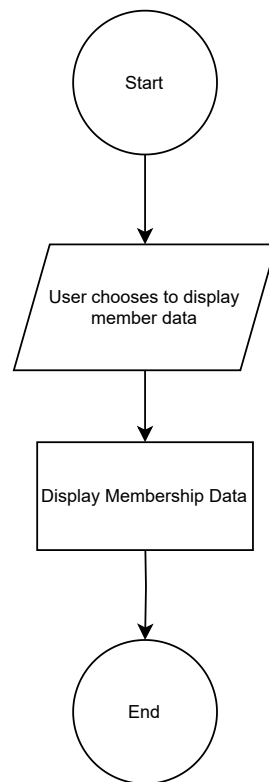 Start
User chooses to display
member data
Display Membership Data
End